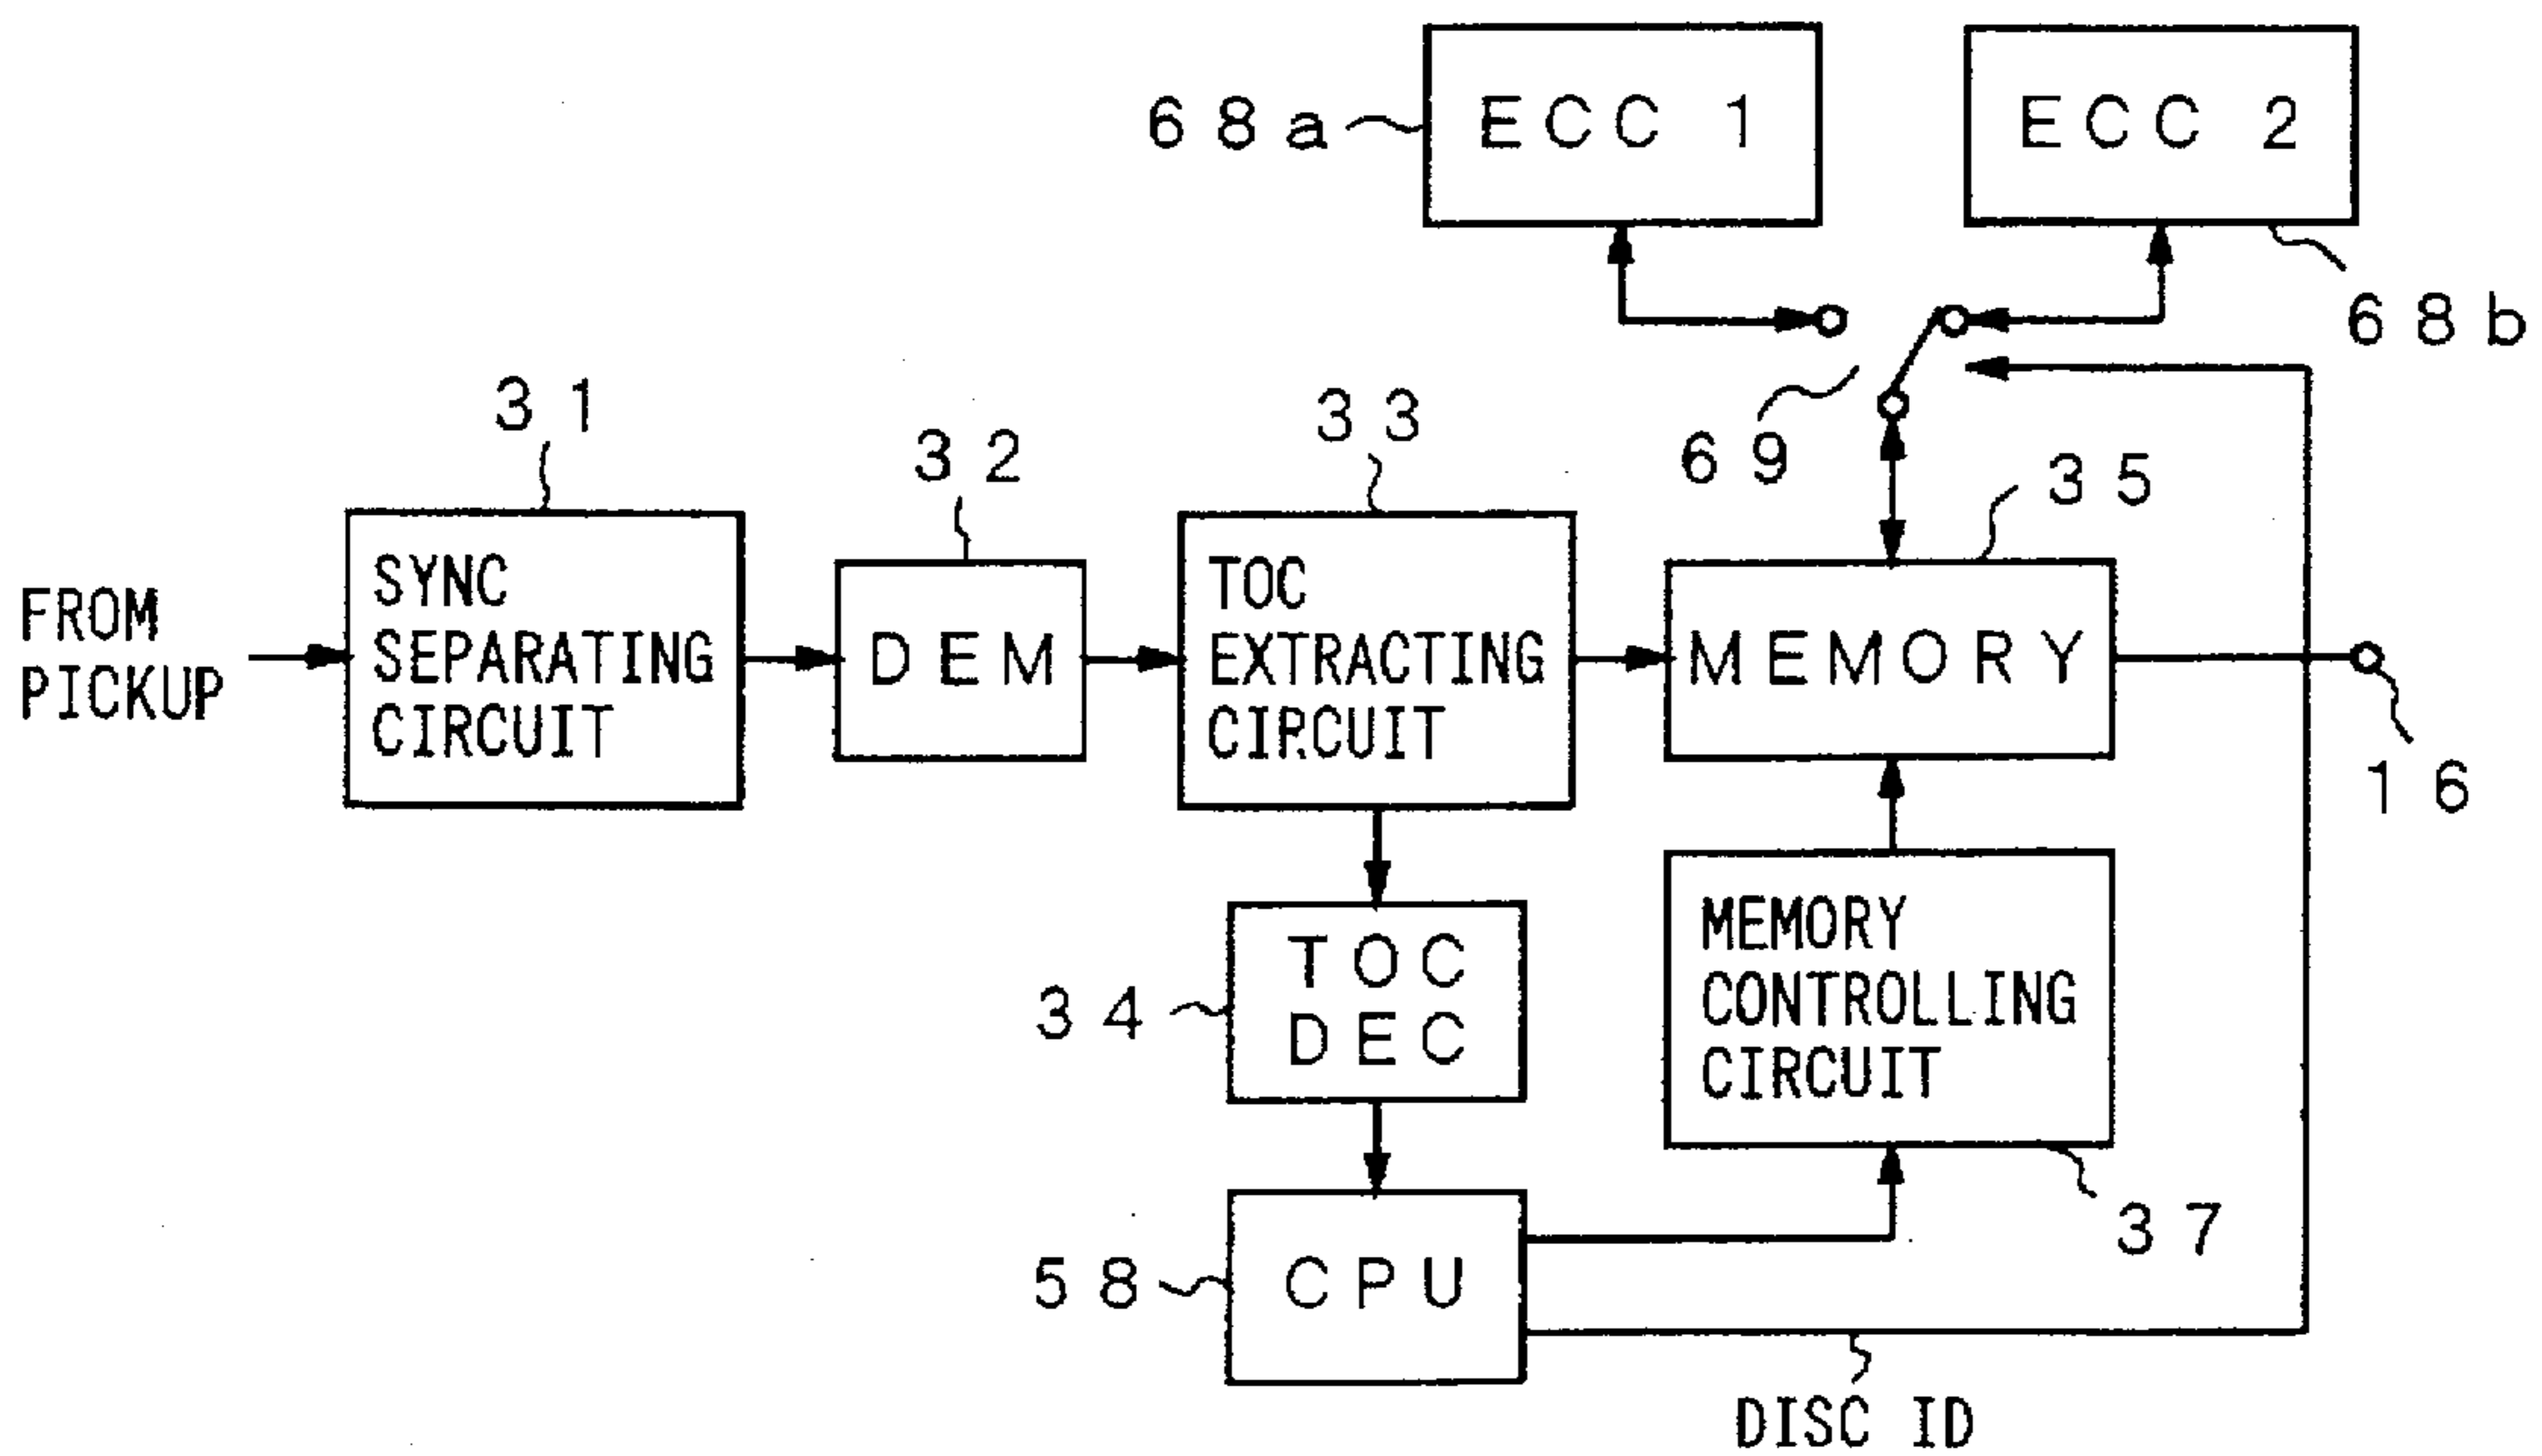 ECC 1
ECC 2
68a
68b
31
32
33
69
35
FROM
PICKUP
SYNC
SEPARATING
CIRCUIT
DEM
TOC
EXTRACTING
CIRCUIT
MEMORY
16
34
TOC
DEC
MEMORY
CONTROLLING
CIRCUIT
37
58
CPU
DISC ID